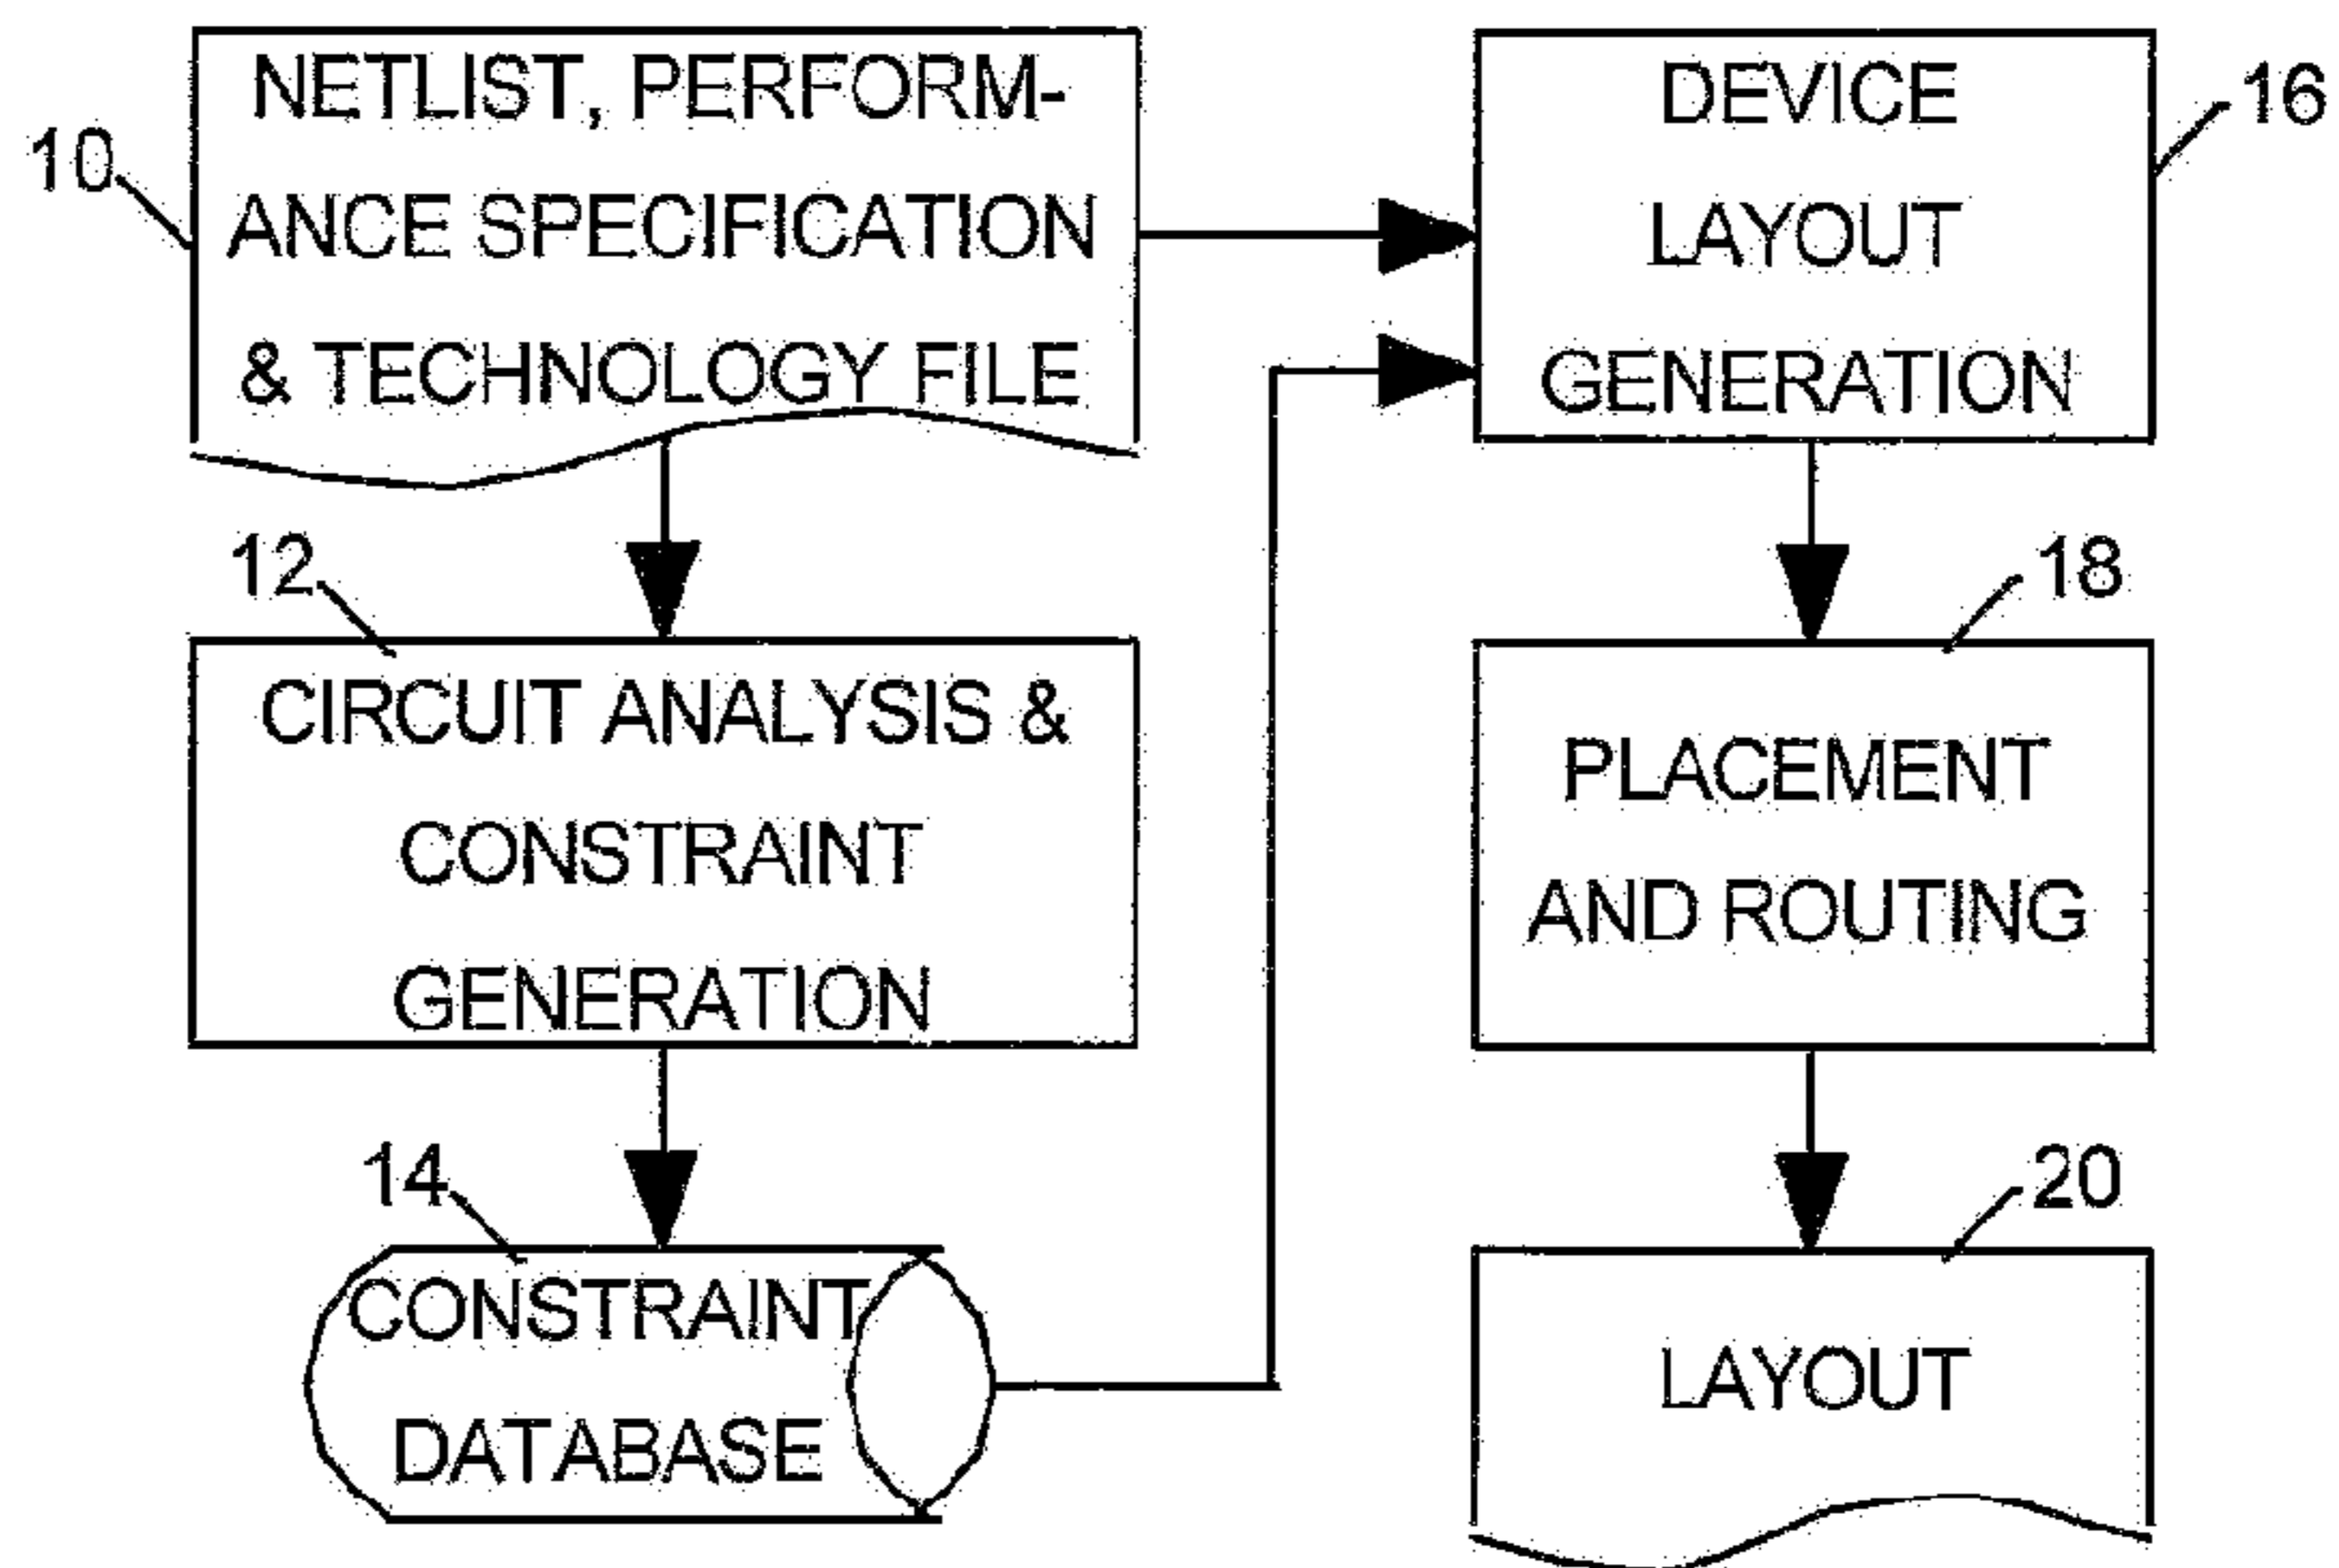 10
NETLIST, PERFORM-
ANCE SPECIFICATION
& TECHNOLOGY FILE
12
CIRCUIT ANALYSIS &
CONSTRAINT
GENERATION
14
CONSTRAINT
DATABASE
16
DEVICE
LAYOUT
GENERATION
18
PLACEMENT
AND ROUTING
20
LAYOUT